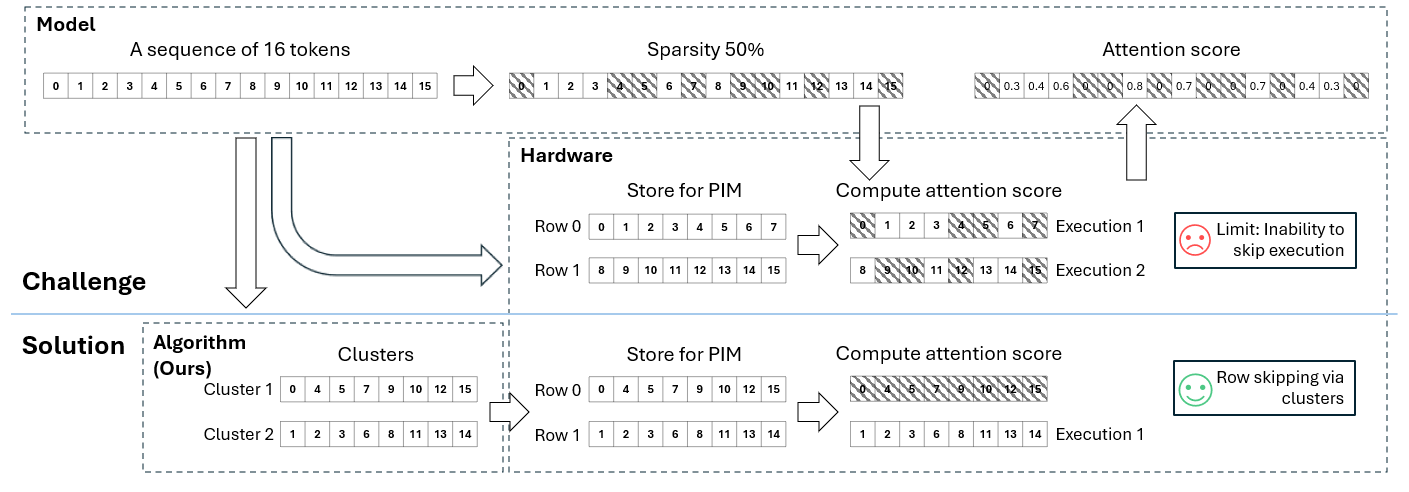 Model
A sequence of 16 tokens
Sparsity 50%
Attention score
0 1 2 3 4 5 6 7 8 9 10 11 12 13 14 15
0 1 2 3 4 5 6 7 8 9 10 11 12 13 14 15
0 0.3 0.4 0.6 0 0 0.8 0 0.7 0 0 0.7 0 0.4 0.3 0
Hardware
Store for PIM
Compute attention score
Row 0 0 1 2 3 4 5 6 7
0 1 2 3 4 5 6 7 Execution 1
Row 1 8 9 10 11 12 13 14 15
8 9 10 11 12 13 14 15 Execution 2
Limit: Inability to
skip execution
Challenge
Solution
Algorithm
(Ours)
Clusters
Cluster 1 0 4 5 7 9 10 12 15
Cluster 2 1 2 3 6 8 11 13 14
Store for PIM
Compute attention score
Row 0 0 4 5 7 9 10 12 15
0 4 5 7 9 10 12 15
Row 1 1 2 3 6 8 11 13 14
1 2 3 6 8 11 13 14 Execution 1
Row skipping via
clusters